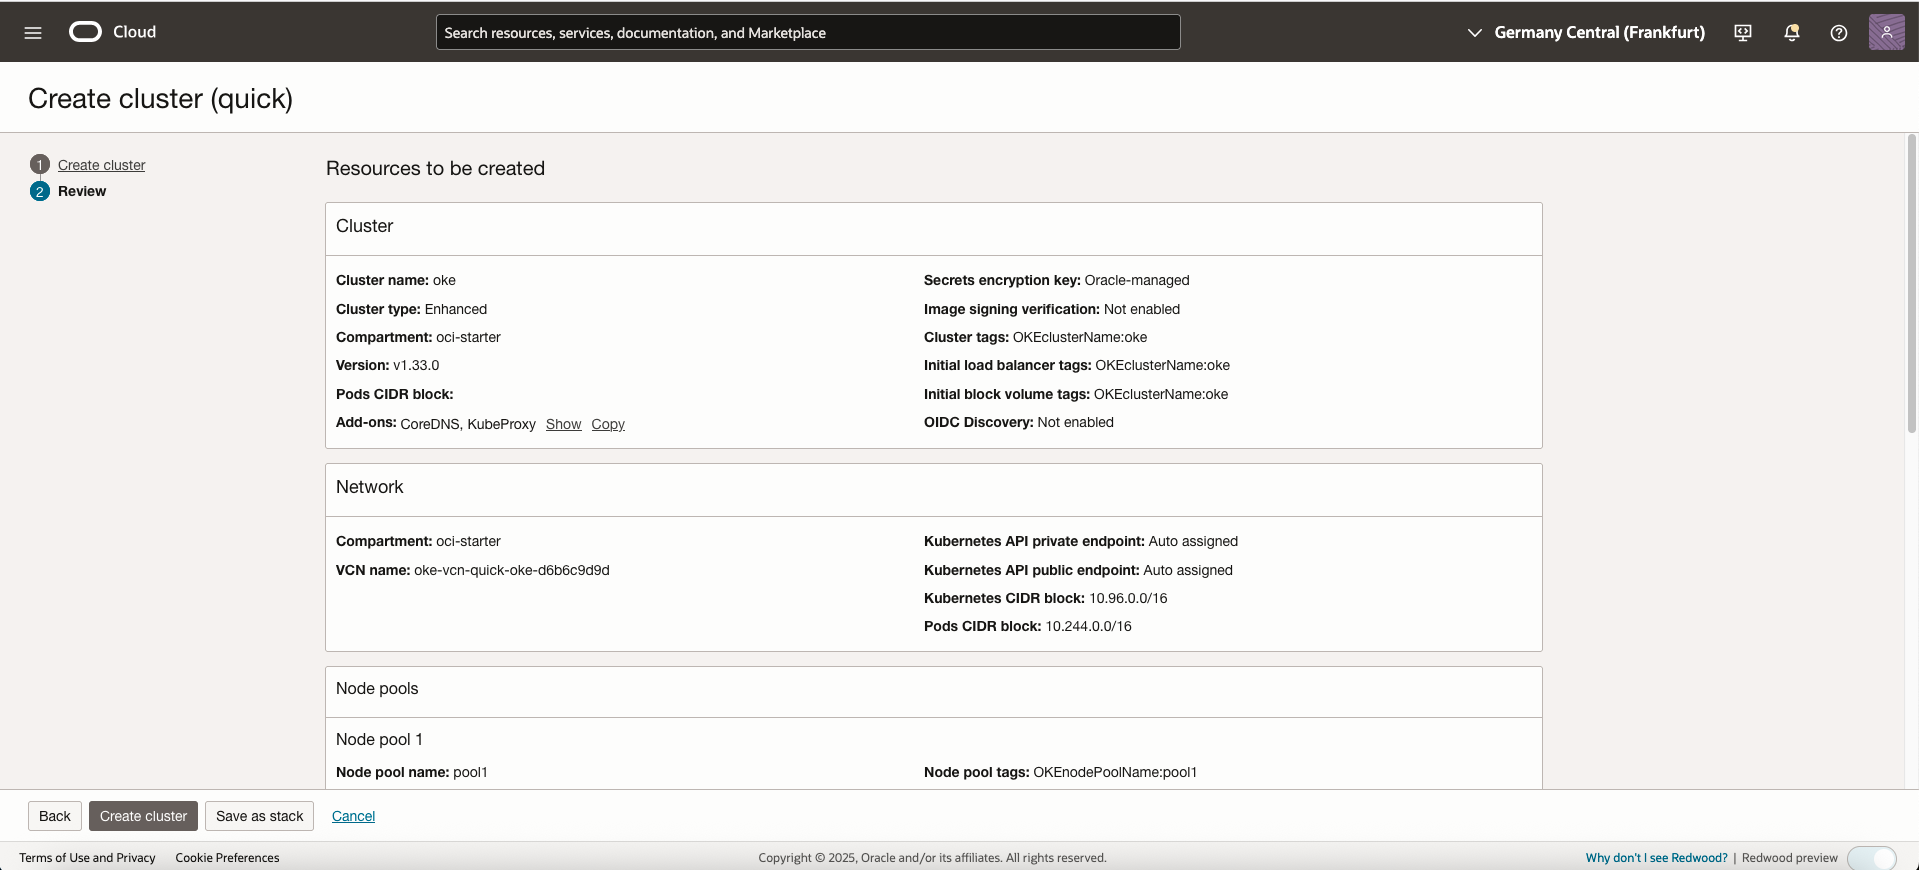 Cloud
Search resources, services, documentation, and Marketplace
Germany Central (Frankfurt)
Create cluster (quick)
1 Create cluster
2 Review
Resources to be created
Cluster
Cluster name: oke
Cluster type: Enhanced
Compartment: oci-starter
Version: v1.33.0
Pods CIDR block:
Add-ons: CoreDNS, KubeProxy Show Copy
Secrets encryption key: Oracle-managed
Image signing verification: Not enabled
Cluster tags: OKEclusterName:oke
Initial load balancer tags: OKEclusterName:oke
Initial block volume tags: OKEclusterName:oke
OIDC Discovery: Not enabled
Network
Compartment: oci-starter
VCN name: oke-vcn-quick-oke-d6b6c9d9d
Kubernetes API private endpoint: Auto assigned
Kubernetes API public endpoint: Auto assigned
Kubernetes CIDR block: 10.96.0.0/16
Pods CIDR block: 10.244.0.0/16
Node pools
Node pool 1
Node pool name: pool1
Node pool tags: OKEnodePoolName:pool1
Back Create cluster Save as stack Cancel
Terms of Use and Privacy Cookie Preferences
Copyright © 2025, Oracle and/or its affiliates. All rights reserved.
Why don't I see Redwood? | Redwood preview